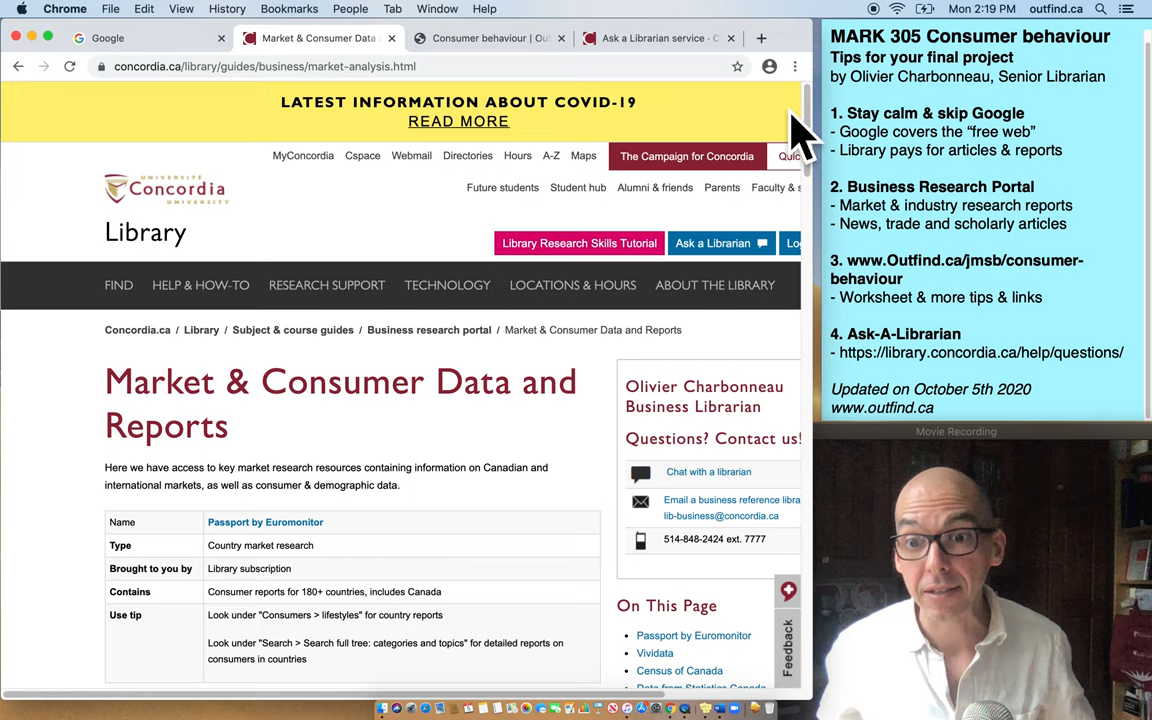 Chrome File Edit View History Bookmarks People Tab Window Help Mon 2:19 PM outfind.ca
Google
Market & Consumer Data
Consumer behaviour | Out
Ask a Librarian service - C
concordia.ca/library/guides/business/market-analysis.html
LATEST INFORMATION ABOUT COVID-19
READ MORE
MyConcordia Cspace Webmail Directories Hours A-Z Maps The Campaign for Concordia Quic
UNIVERSITÉ
Concordia
UNIVERSITY
Future students Student hub Alumni & friends Parents Faculty & s
Library
Library Research Skills Tutorial Ask a Librarian Lo
FIND HELP & HOW-TO RESEARCH SUPPORT TECHNOLOGY LOCATIONS & HOURS ABOUT THE LIBRARY
Concordia.ca / Library / Subject & course guides / Business research portal / Market & Consumer Data and Reports
Market & Consumer Data and
Reports
Here we have access to key market research resources containing information on Canadian and
international markets, as well as consumer & demographic data.
Name Passport by Euromonitor
Type Country market research
Brought to you by Library subscription
Contains Consumer reports for 180+ countries, includes Canada
Use tip Look under "Consumers > lifestyles" for country reports
Look under "Search > Search full tree: categories and topics" for detailed reports on
consumers in countries
Olivier Charbonneau
Business Librarian
Questions? Contact us!
Chat with a librarian
Email a business reference libra
lib-business@concordia.ca
514-848-2424 ext. 7777
On This Page
Passport by Euromonitor
Vividata
Census of Canada
Data from Statistics Canada
Feedback
MARK 305 Consumer behaviour
Tips for your final project
by Olivier Charbonneau, Senior Librarian
1. Stay calm & skip Google
- Google covers the “free web”
- Library pays for articles & reports
2. Business Research Portal
- Market & industry research reports
- News, trade and scholarly articles
3. www.Outfind.ca/jmsb/consumer-
behaviour
- Worksheet & more tips & links
4. Ask-A-Librarian
- https://library.concordia.ca/help/questions/
Updated on October 5th 2020
www.outfind.ca
Movie Recording